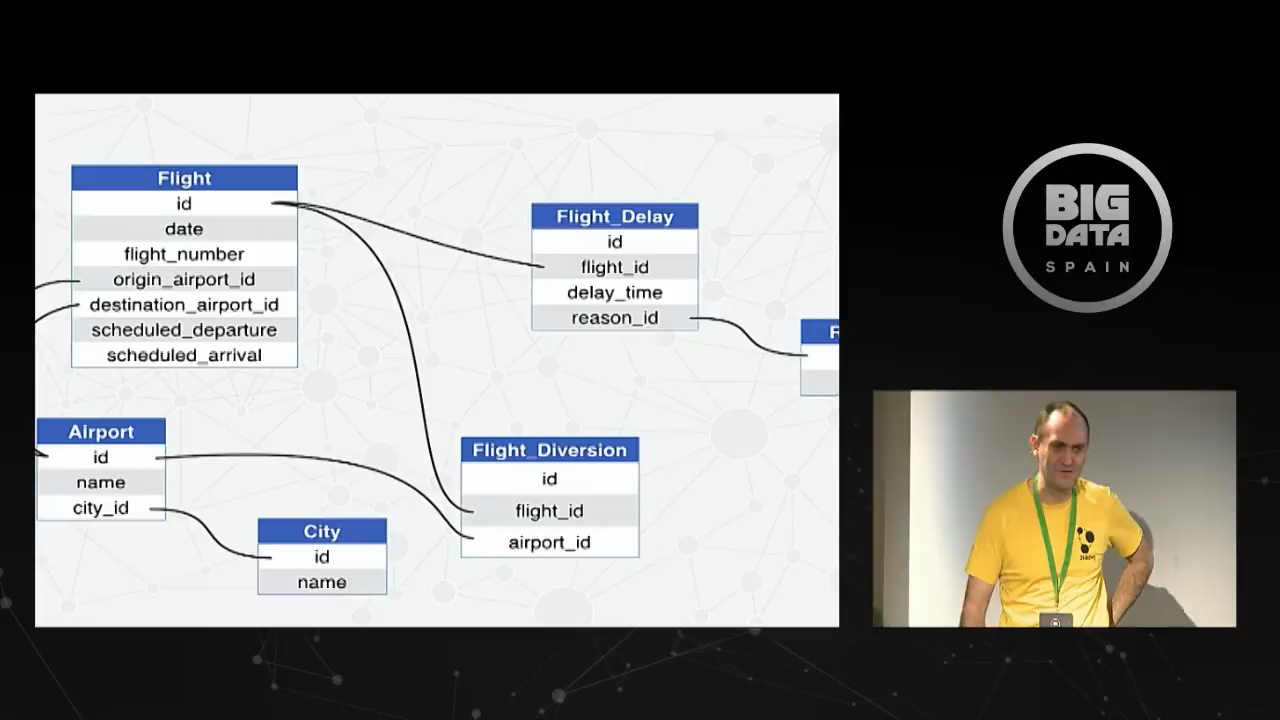 Flight
id
date
flight_number
origin_airport_id
destination_airport_id
scheduled_departure
scheduled_arrival
Flight_Delay
id
flight_id
delay_time
reason_id
Airport
id
name
city_id
City
id
name
Flight_Diversion
id
flight_id
airport_id
BIG
DATA
SPAIN